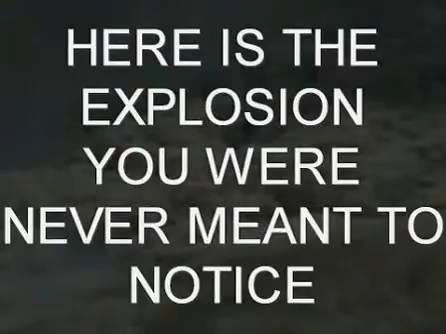 HERE IS THE
EXPLOSION
YOU WERE
NEVER MEANT TO
NOTICE